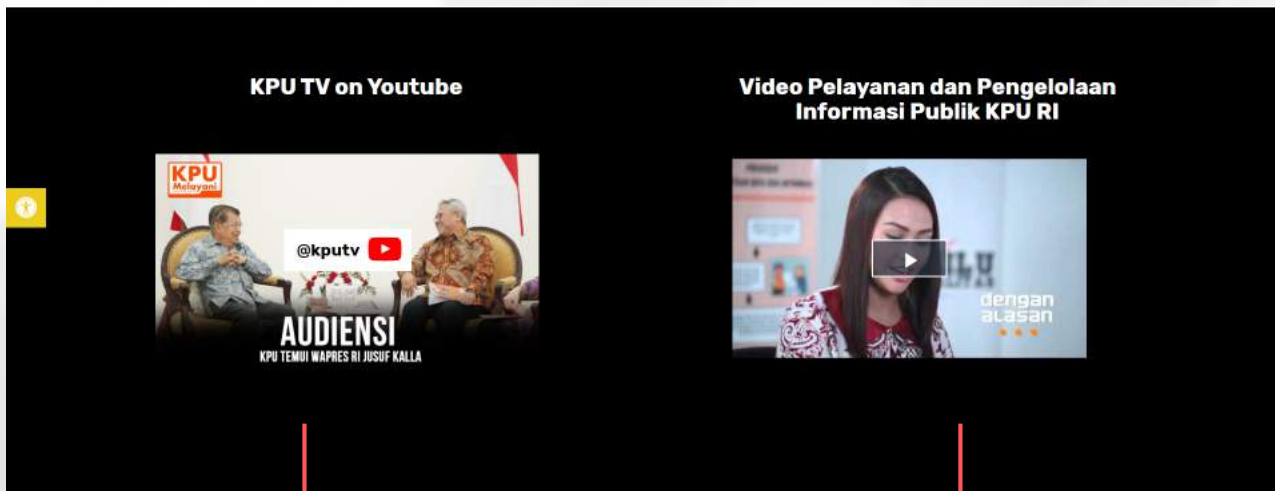 KPU TV on Youtube
Video Pelayanan dan Pengelolaan
Informasi Publik KPU RI
KPU
Melayani
@kputv
AUDIENSI
KPU TEMUI WAPRES RI JUSUF KALLA
dengan
alasan